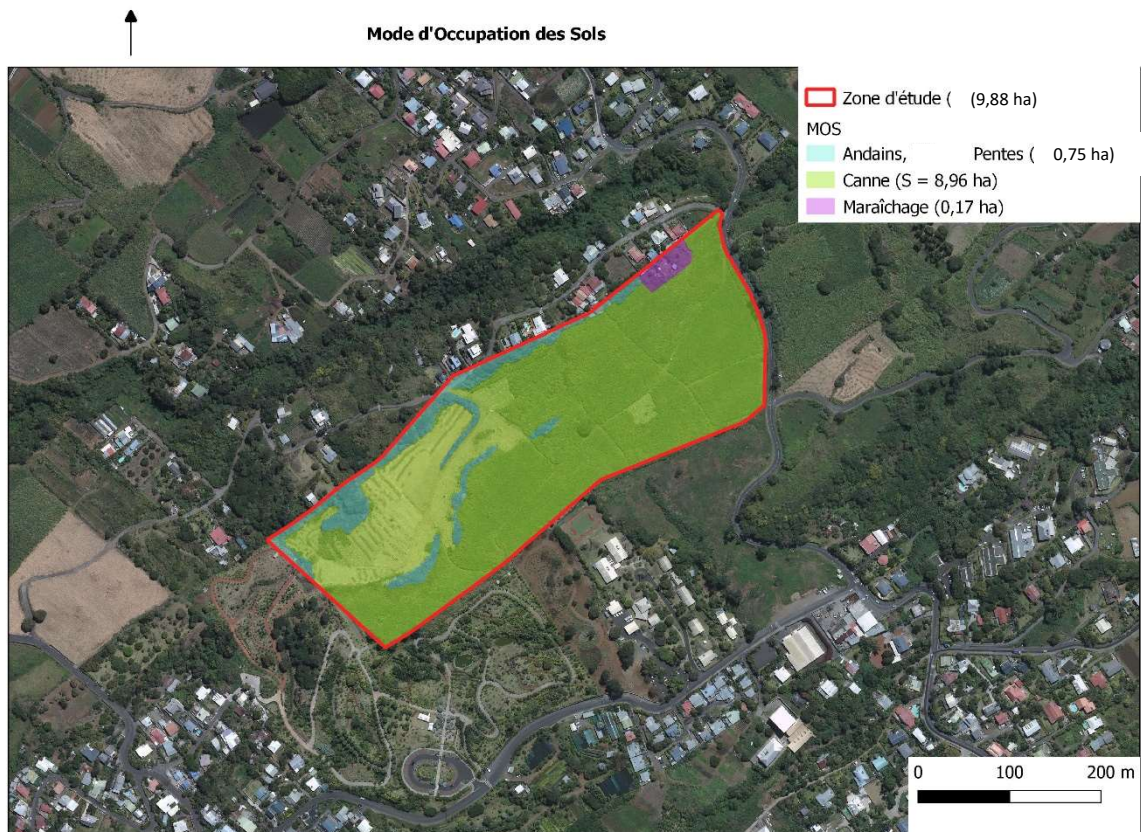 Mode d'Occupation des Sols
Zone d'étude ( (9,88 ha)
MOS
Andains, Pentes ( 0,75 ha)
Canne (S = 8,96 ha)
Maraîchage (0,17 ha)
0 100 200 m